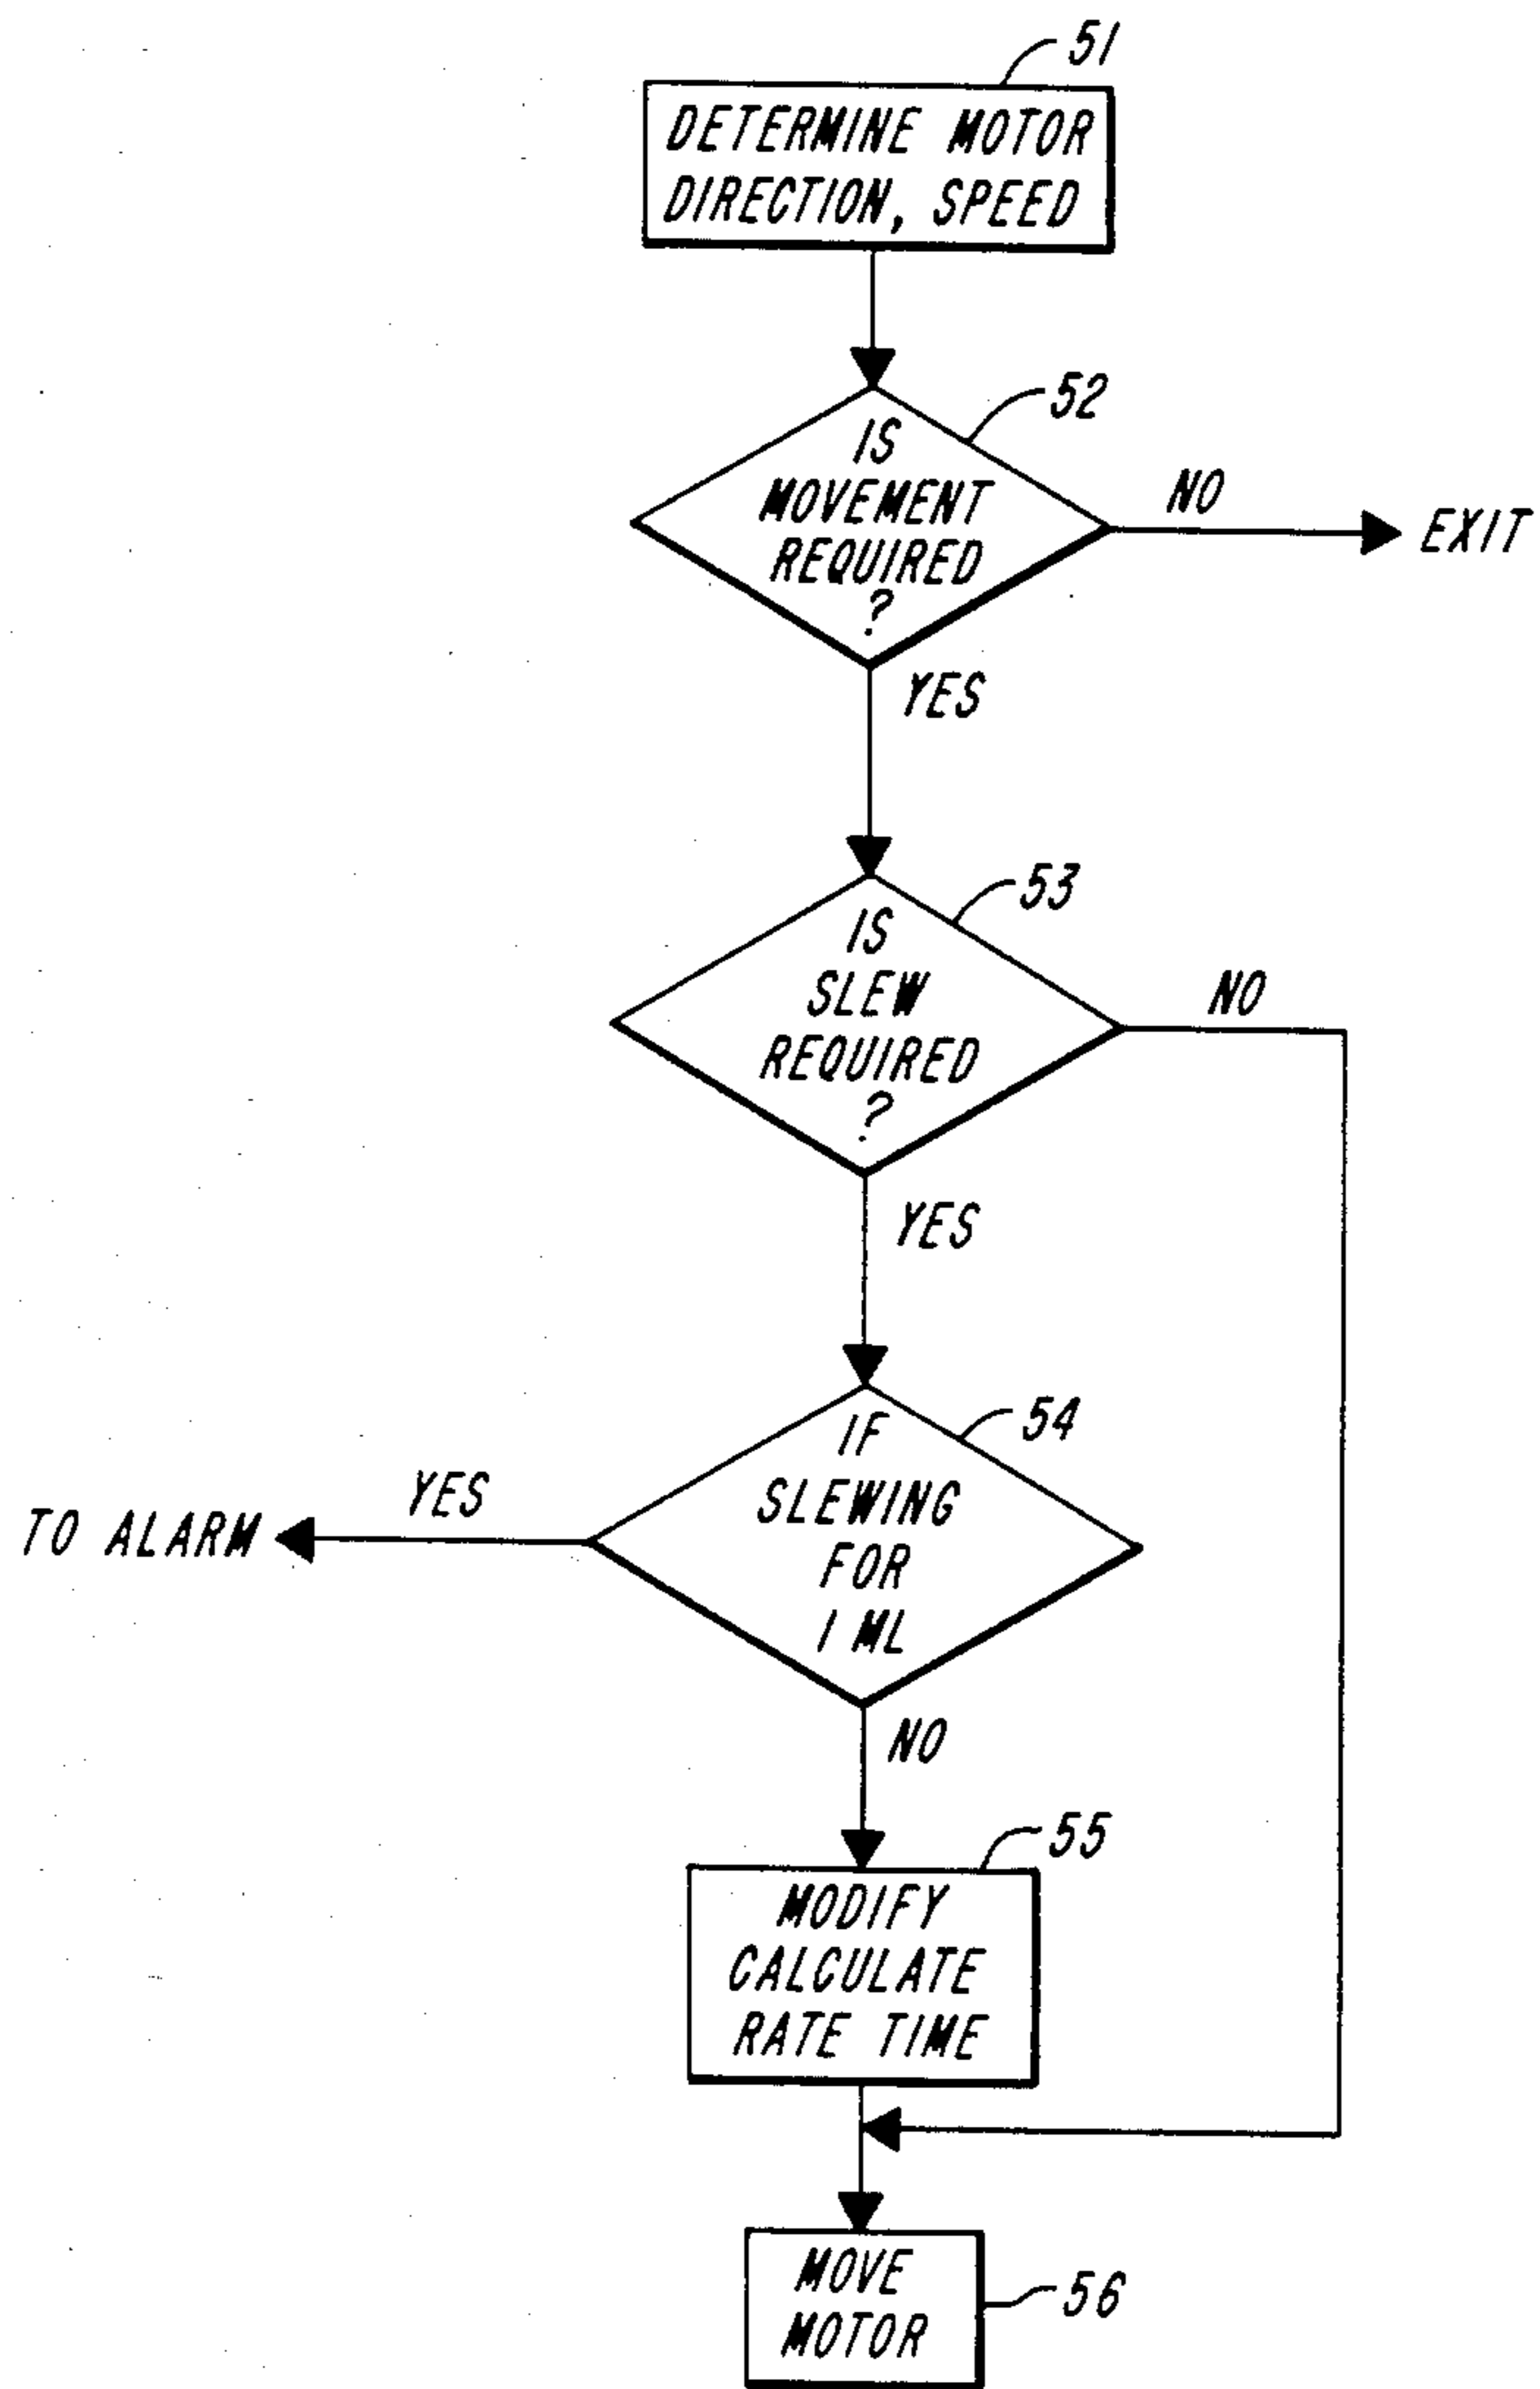 51
DETERMINE MOTOR
DIRECTION, SPEED
52
IS
MOVEMENT
REQUIRED
?
NO
EXIT
YES
53
IS
SLEW
REQUIRED
?
NO
YES
54
IF
SLEWING
FOR
1 ML
YES
TO ALARM
NO
55
MODIFY
CALCULATE
RATE TIME
MOVE
MOTOR
56